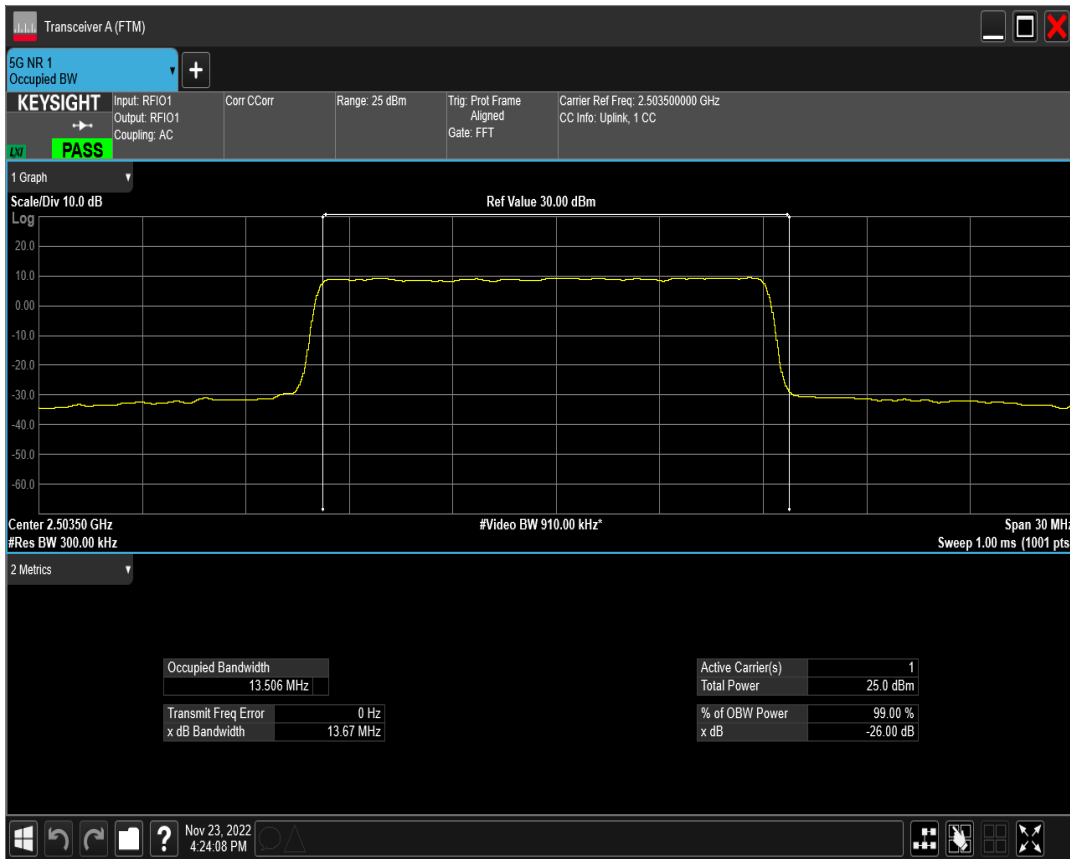 Transceiver A (FTM)
5G NR 1
Occupied BW
+
KEYSIGHT
LXI
PASS
Input: RFIO1
Output: RFIO1
Coupling: AC
Corr CCorr
Range: 25 dBm
Trig: Prot Frame
Aligned
Gate: FFT
Carrier Ref Freq: 2.503500000 GHz
CC Info: Uplink, 1 CC
1 Graph
Scale/Div 10.0 dB
Ref Value 30.00 dBm
Log
20.0
10.0
0.00
-10.0
-20.0
-30.0
-40.0
-50.0
-60.0
Center 2.50350 GHz
#Video BW 910.00 kHz*
Span 30 MHz
#Res BW 300.00 kHz
Sweep 1.00 ms (1001 pts
2 Metrics
Occupied Bandwidth
13.506 MHz
Transmit Freq Error 0 Hz
x dB Bandwidth 13.67 MHz
Active Carrier(s) 1
Total Power 25.0 dBm
% of OBW Power 99.00 %
x dB -26.00 dB
?
Nov 23, 2022
4:24:08 PM